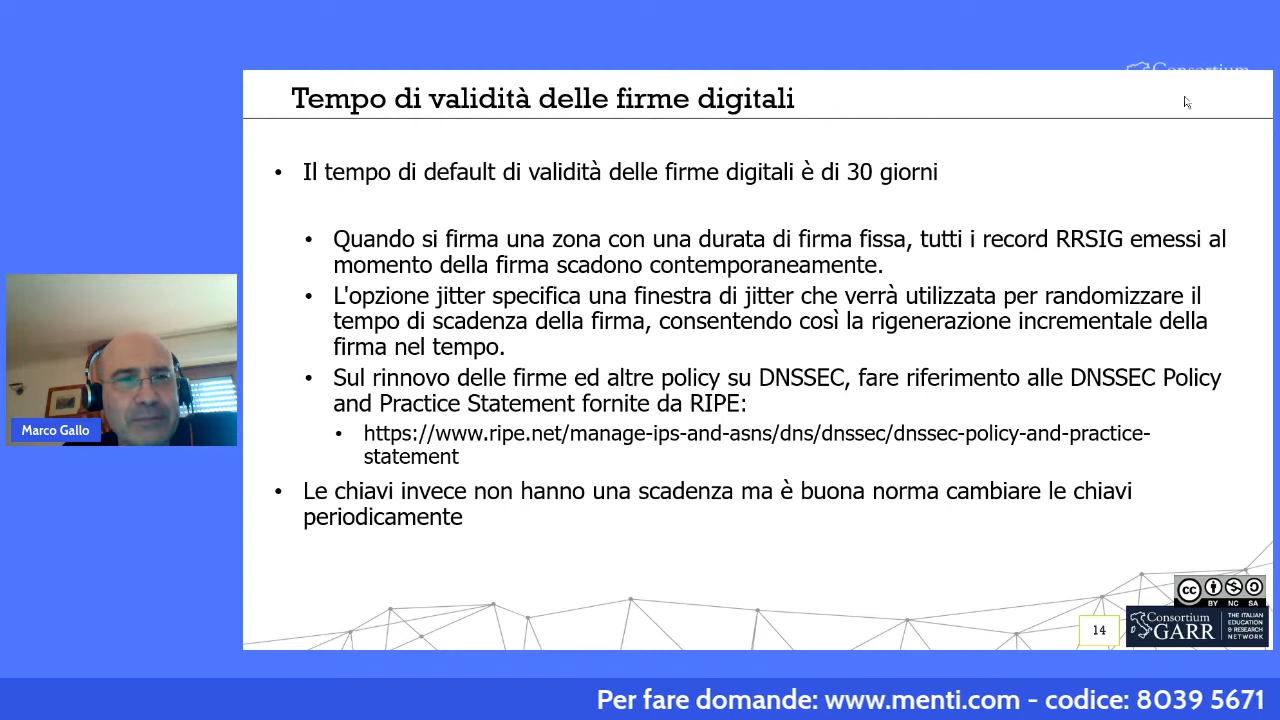 Consortium
Tempo di validità delle firme digitali
• Il tempo di default di validità delle firme digitali è di 30 giorni
• Quando si firma una zona con una durata di firma fissa, tutti i record RRSIG emessi al
momento della firma scadono contemporaneamente.
• L'opzione jitter specifica una finestra di jitter che verrà utilizzata per randomizzare il
tempo di scadenza della firma, consentendo così la rigenerazione incrementale della
firma nel tempo.
• Sul rinnovo delle firme ed altre policy su DNSSEC, fare riferimento alle DNSSEC Policy
and Practice Statement fornite da RIPE:
• https://www.ripe.net/manage-ips-and-asns/dns/dnssec/dnssec-policy-and-practice-
statement
• Le chiavi invece non hanno una scadenza ma è buona norma cambiare le chiavi
periodicamente
Marco Gallo
cc
BY NC SA
14
Consortium
GARR
THE ITALIAN
EDUCATION
& RESEARCH
NETWORK
Per fare domande: www.menti.com - codice: 8039 5671